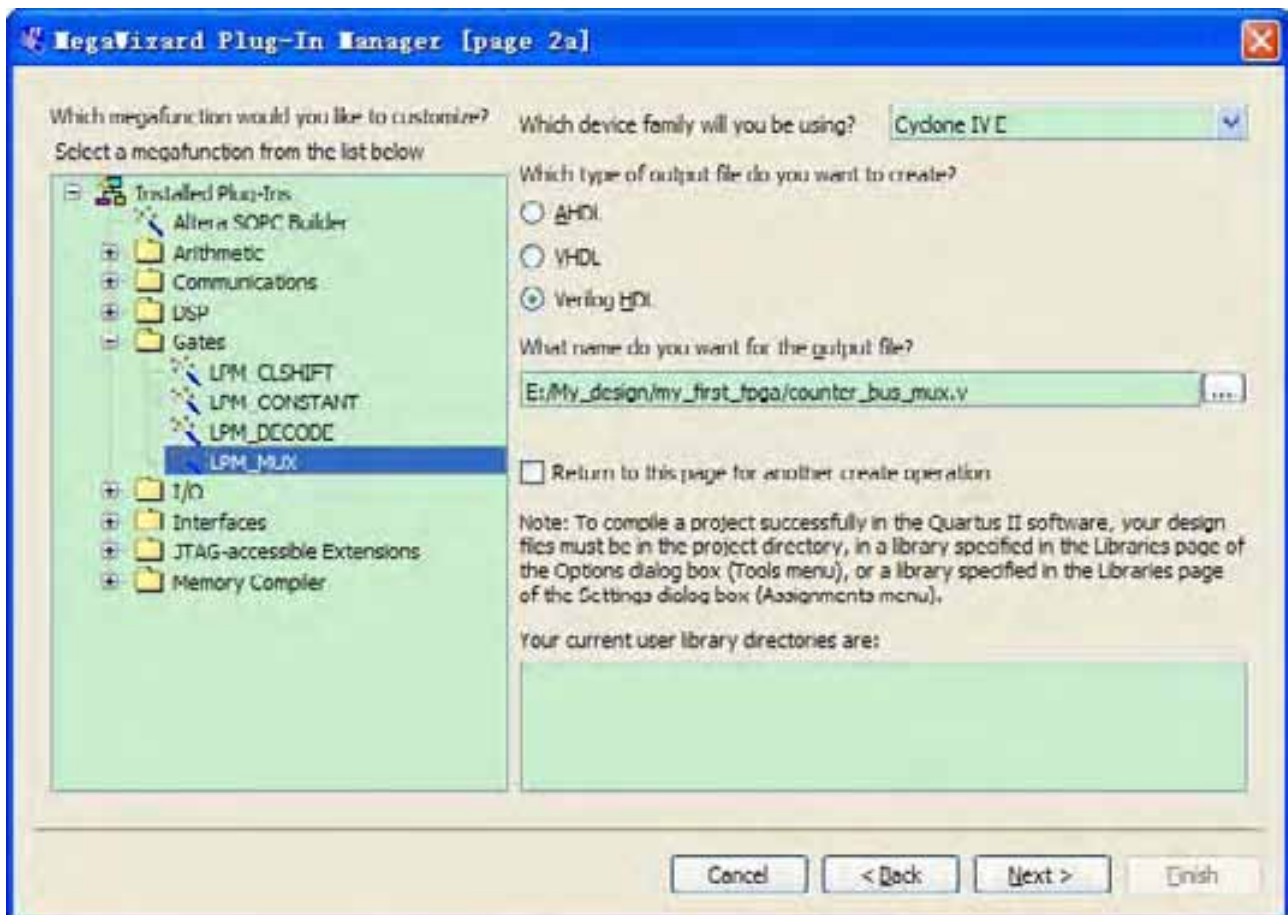 MegaWizard Plug-In Manager [page 2a]
Which megafunction would you like to customize?
Select a megafunction from the list below
Installed Plug-Ins
Altera SOPC Builder
Arithmetic
Communications
DSP
Gates
LPM_CLSHIFT
LPM_CONSTANT
LPM_DECODE
LPM_MUX
I/O
Interfaces
JTAG-accessible Extensions
Memory Compiler
Which device family will you be using?
Cyclone IV E
Which type of output file do you want to create?
AHDL
VHDL
Verilog HDL
What name do you want for the output file?
E:/My_design/my_first_fpga/counter_bus_mux.v
...
Return to this page for another create operation
Note: To compile a project successfully in the Quartus II software, your design
files must be in the project directory, in a library specified in the Libraries page of
the Options dialog box (Tools menu), or a library specified in the Libraries page
of the Settings dialog box (Assignments menu).
Your current user library directories are:
Cancel
< Back
Next >
Finish